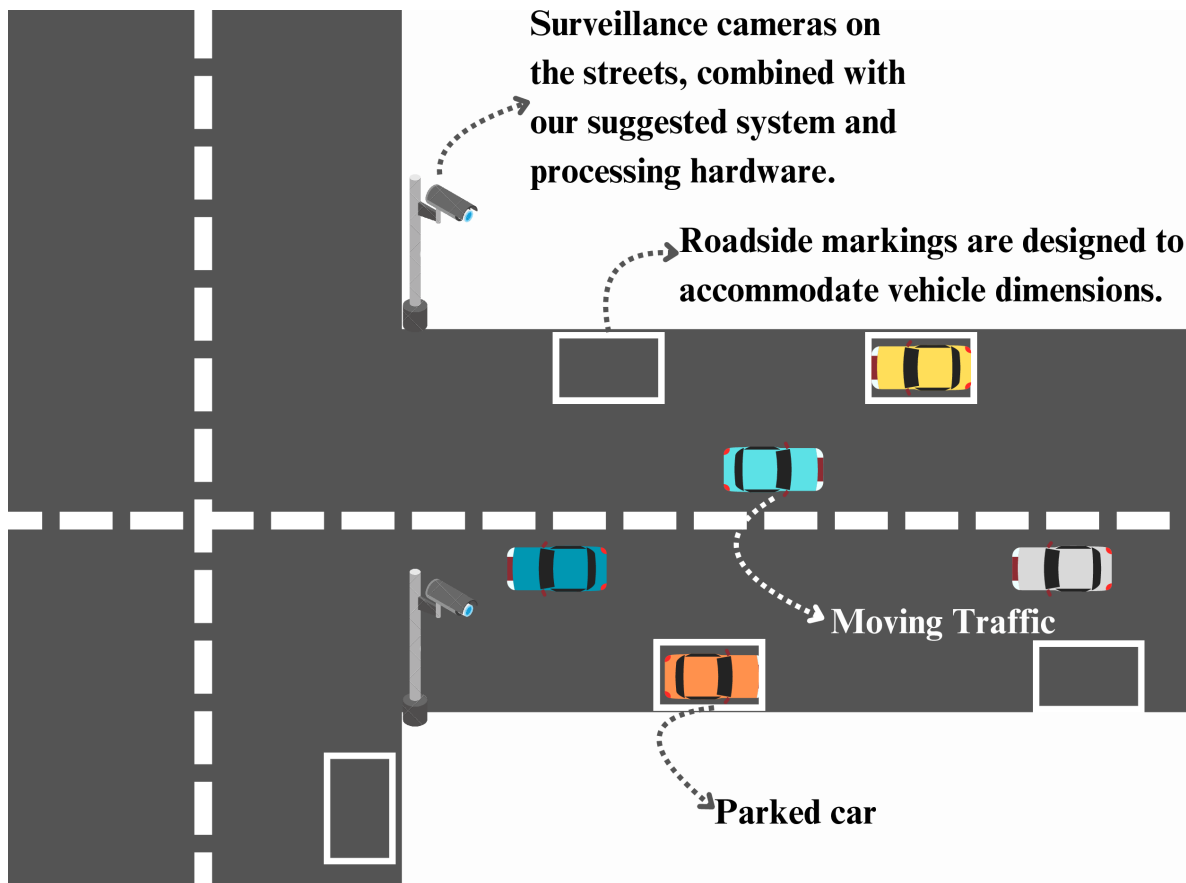 Surveillance cameras on
the streets, combined with
our suggested system and
processing hardware.
Roadside markings are designed to
accommodate vehicle dimensions.
Moving Traffic
Parked car